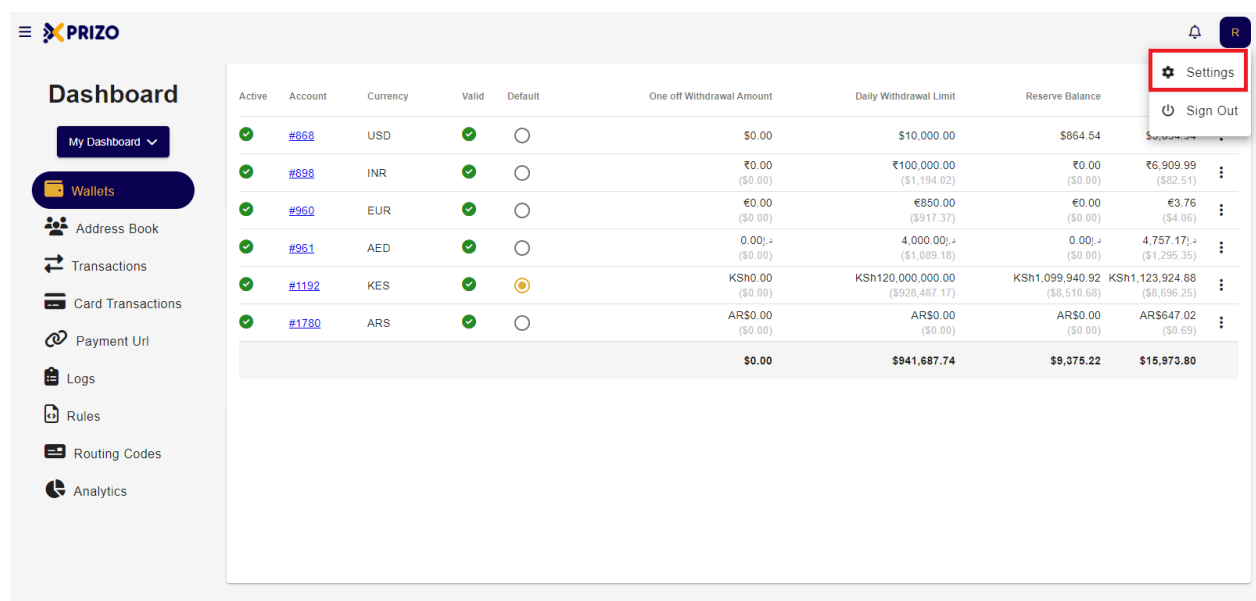 PRIZO
R
Settings
Sign Out
Dashboard
My Dashboard
Wallets
Address Book
Transactions
Card Transactions
Payment Url
Logs
Rules
Routing Codes
Analytics
Active Account Currency Valid Default One off Withdrawal Amount Daily Withdrawal Limit Reserve Balance
#868 USD $0.00 $10,000.00 $864.54
#898 INR ₹0.00 ₹100,000.00 ₹0.00 ₹6,909.99
($0.00) ($1,194.02) ($0.00) ($82.51)
#960 EUR €0.00 €850.00 €0.00 €3.76
($0.00) ($917.37) ($0.00) ($4.06)
#961 AED 0.00د.إ 4,000.00د.إ 0.00د.إ 4,757.17د.إ
($0.00) ($1,089.18) ($0.00) ($1,295.35)
#1192 KES KSh0.00 KSh120,000,000.00 KSh1,099,940.92 KSh1,123,924.88
($0.00) ($928,487.17) ($8,510.68) ($8,696.25)
#1780 ARS AR$0.00 AR$0.00 AR$0.00 AR$647.02
($0.00) ($0.00) ($0.00) ($0.69)
$0.00 $941,687.74 $9,375.22 $15,973.80